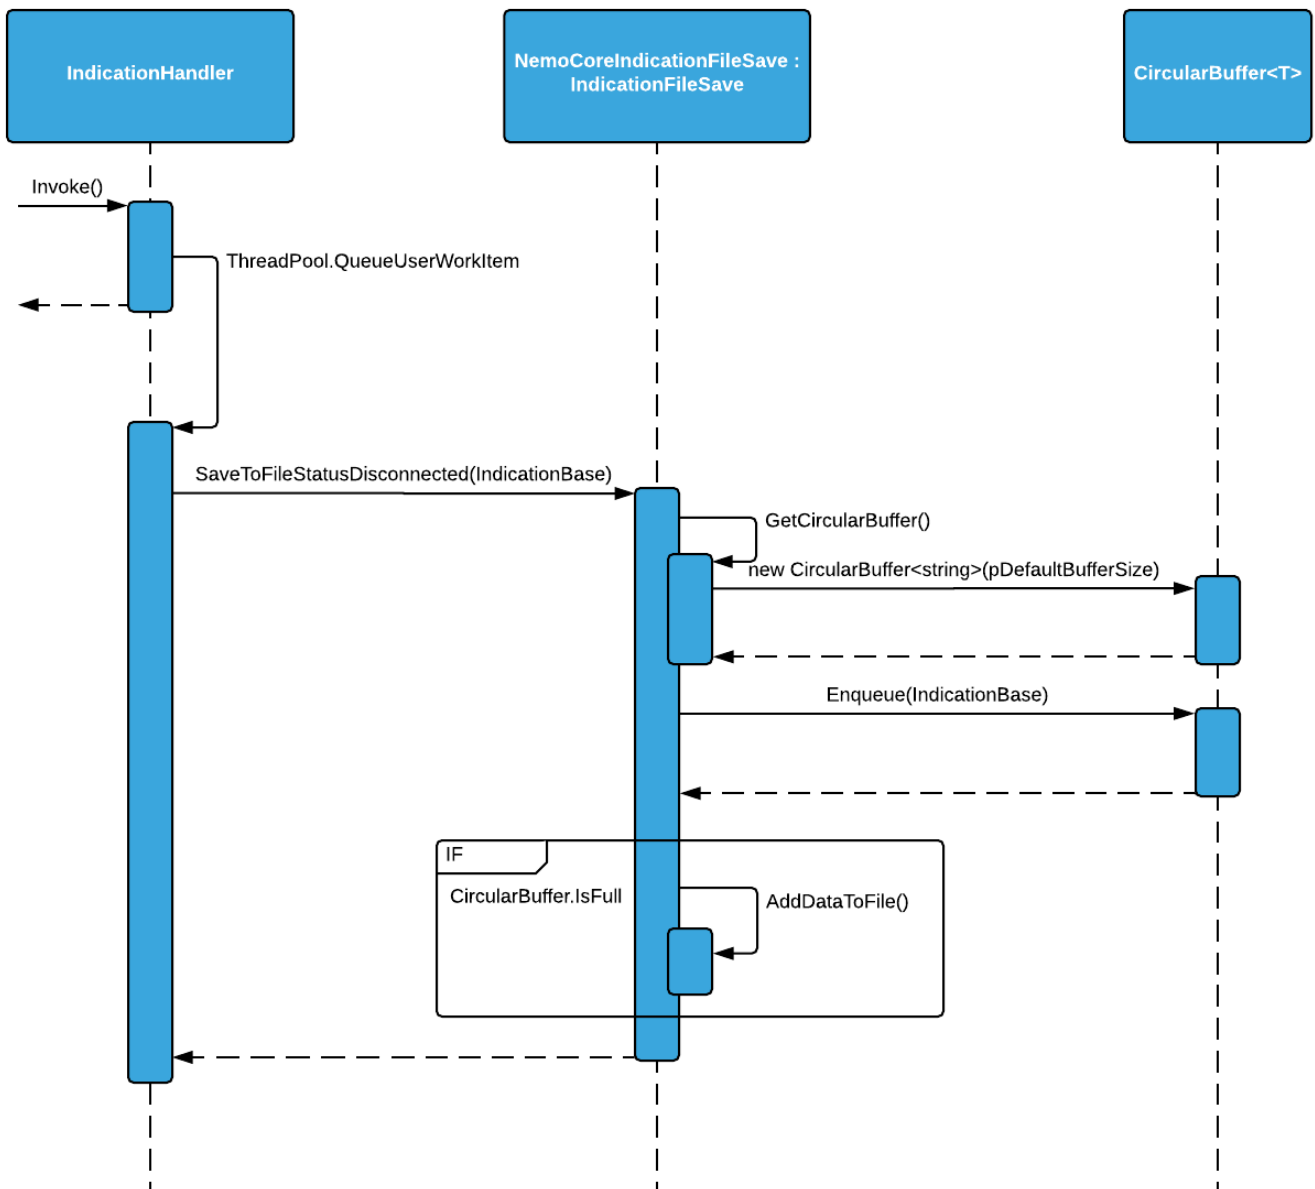 IndicationHandler
NemoCoreIndicationFileSave :
IndicationFileSave
CircularBuffer<T>
Invoke()
ThreadPool.QueueUserWorkItem
SaveToFileStatusDisconnected(IndicationBase)
GetCircularBuffer()
new CircularBuffer<string>(pDefaultBufferSize)
Enqueue(IndicationBase)
IF
CircularBuffer.IsFull
AddDataToFile()